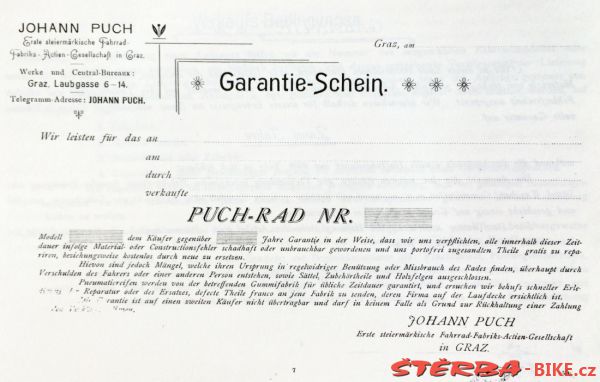 JOHANN PUCH
Erste steiermärkische Fahrrad-
Fabriks-Actien-Gesellschaft in Graz.
Werke und Central-Bureaux:
Graz, Laubgasse 6–14.
Telegramm-Adresse: JOHANN PUCH.
Graz, am
Garantie-Schein.
Wir leisten für das an
am
durch
verkaufte
PUCH-RAD NR.
Modell dem Käufer gegenüber Jahre Garantie in der Weise, dass wir uns verpflichten, alle innerhalb dieser Zeit-
dauer infolge Material- oder Constructionsfehler schadhaft oder unbrauchbar gewordenen und uns portofrei zugesandten Theile gratis zu repa-
riren, beziehungsweise kostenlos durch neue zu ersetzen.
Hievon sind jedoch Mängel, welche ihren Ursprung in regelwidriger Benützung oder Missbrauch des Rades finden, überhaupt durch
Verschulden des Fahrers oder einer anderen Person entstehen, sowie Sättel, Zubehörtheile und Holzfelgen ausgeschlossen.
Pneumaticreifen werden von der betreffenden Gummifabrik für übliche Zeitdauer garantirt, und ersuchen wir behufs schneller Erle-
Reparatur oder des Ersatzes, defecte Theile franco an jene Fabrik zu senden, deren Firma auf der Laufdecke ersichtlich ist.
Garantie ist auf einen zweiten Käufer nicht übertragbar und darf in keinem Falle als Grund zur Rückhaltung einer Zahlung
JOHANN PUCH
Erste steiermärkische Fahrrad-Fabriks-Actien-Gesellschaft
in GRAZ.
7
ŠTĚRBA-BIKE.cz